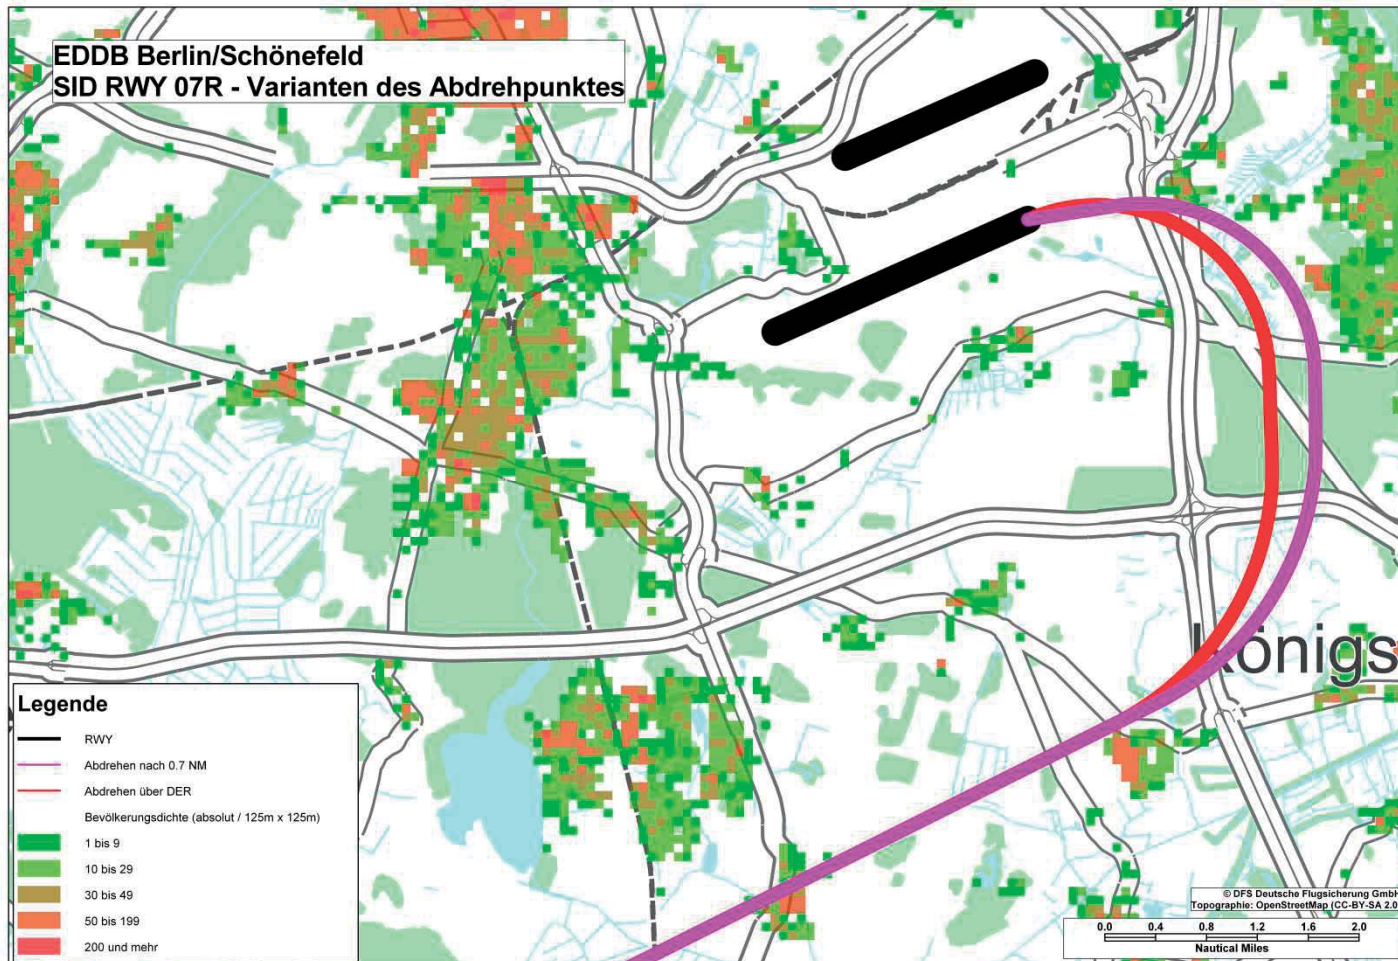 EDDB Berlin/Schönefeld
SID RWY 07R - Varianten des Abdrehpunktes
Königs
Legende
RWY
Abdrehen nach 0.7 NM
Abdrehen über DER
Bevölkerungsdichte (absolut / 125m x 125m)
1 bis 9
10 bis 29
30 bis 49
50 bis 199
200 und mehr
© DFS Deutsche Flugsicherung GmbH
Topographie: OpenStreetMap (CC-BY-SA 2.0
0.0 0.4 0.8 1.2 1.6 2.0
Nautical Miles